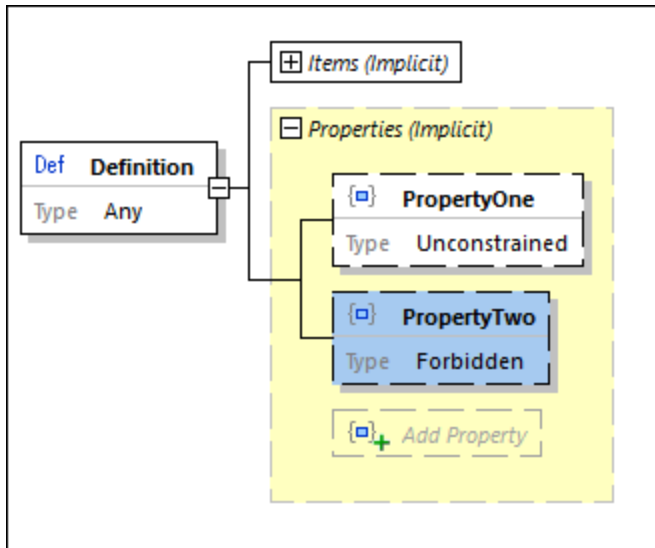 Items (Implicit)
Properties (Implicit)
Def Definition
Type Any
PropertyOne
Type Unconstrained
PropertyTwo
Type Forbidden
Add Property